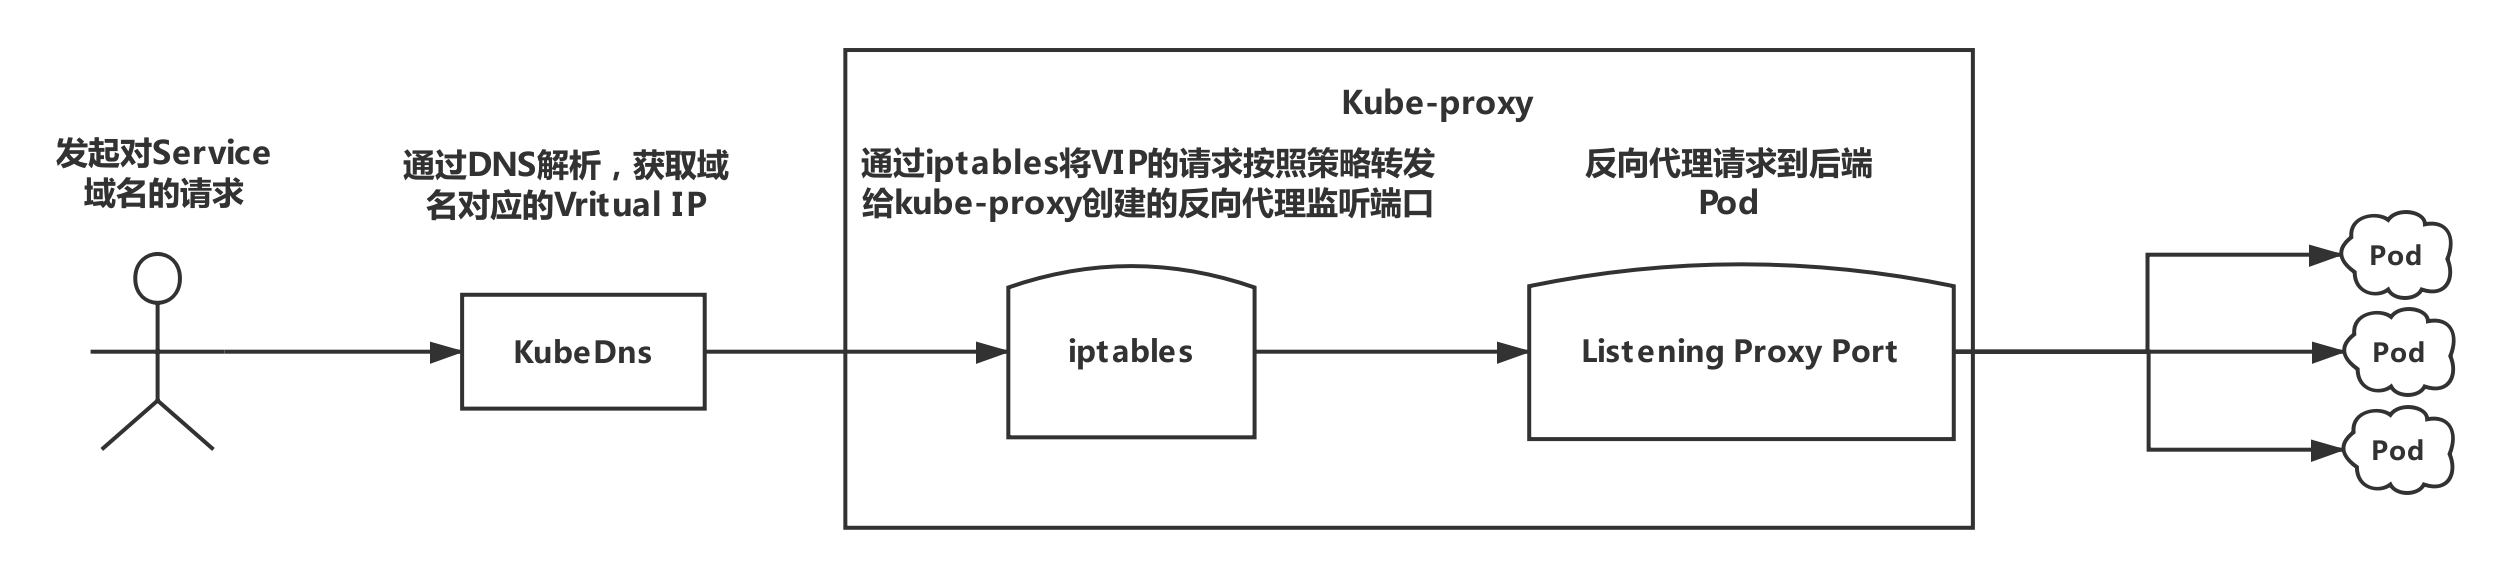 发起对Service
域名的请求
通过DNS解析，获取域
名对应的Virtual IP
Kube-proxy
通过iptables将VIP的请求数据跳转
给kube-proxy创建的反向代理监听端口
反向代理请求到后端
Pod
KubeDns
iptables
Listening Proxy Port
Pod
Pod
Pod